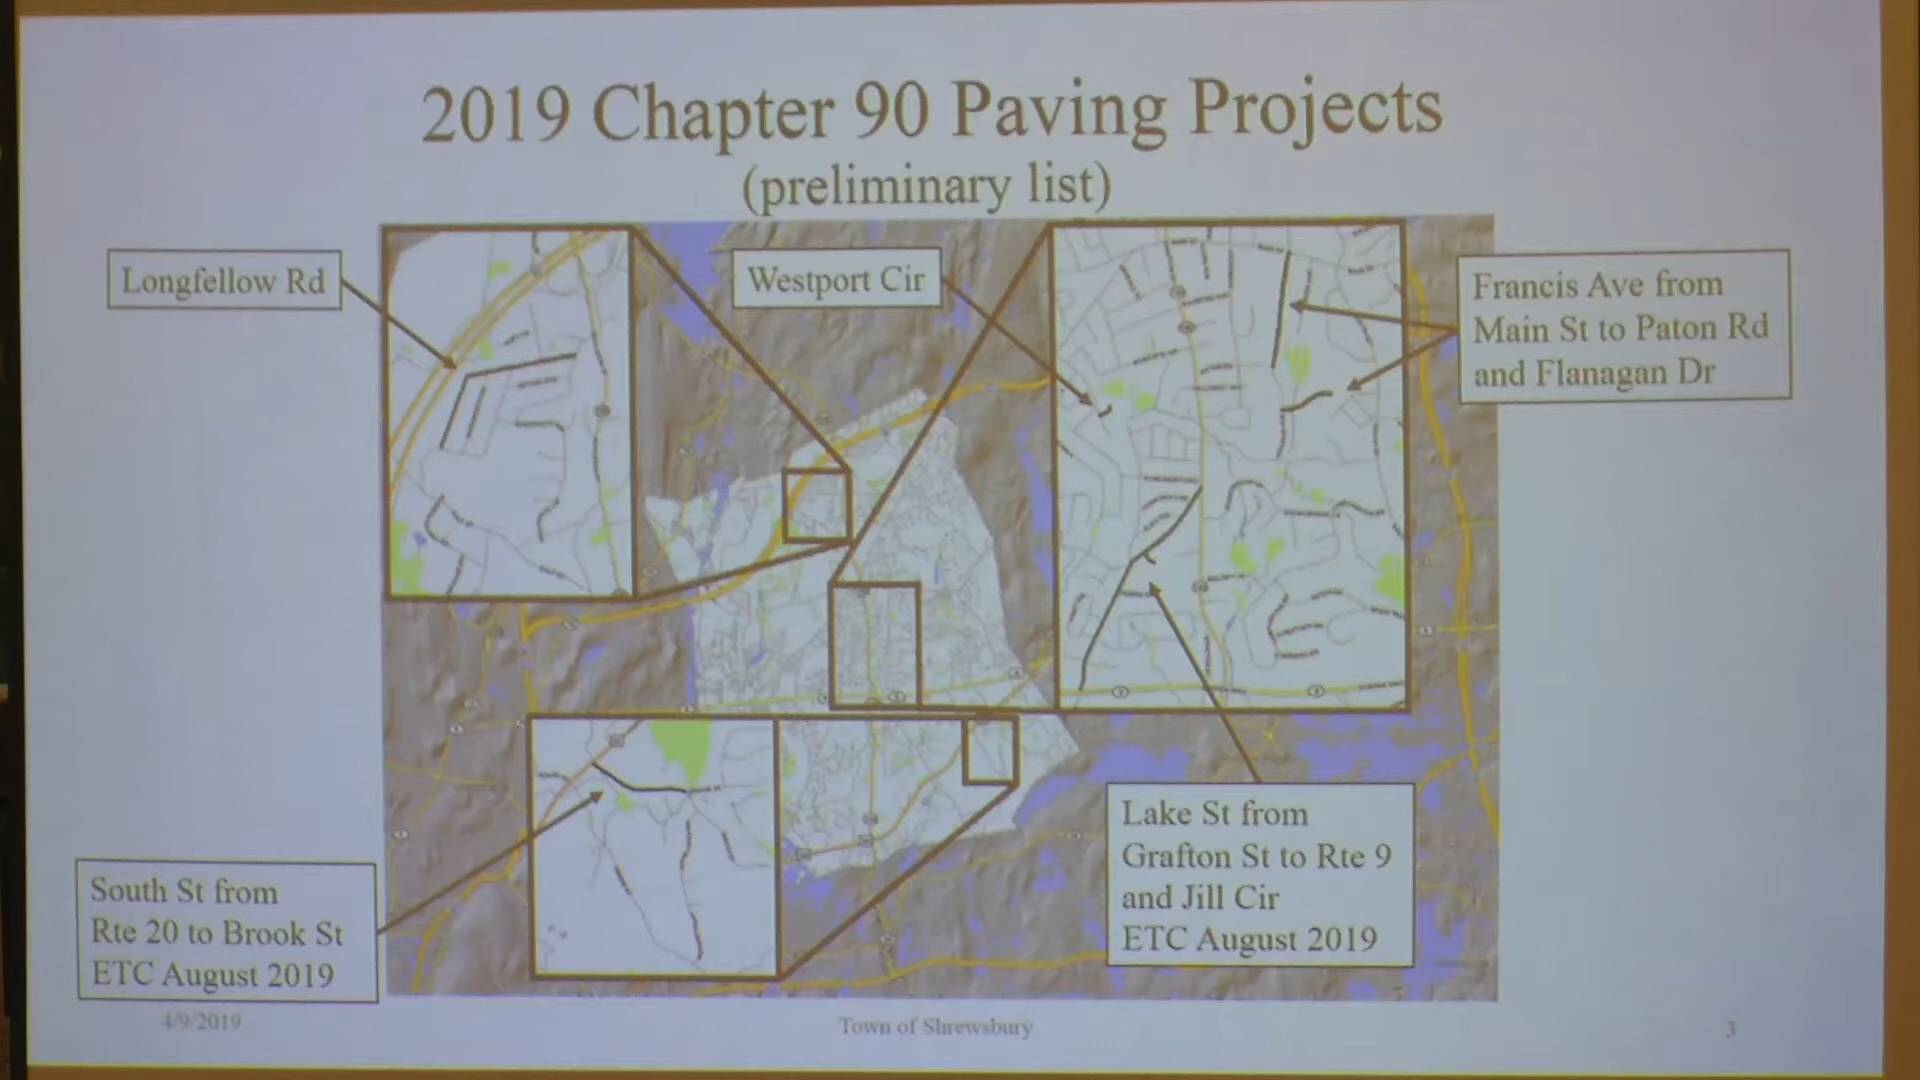 2019 Chapter 90 Paving Projects
(preliminary list)
Longfellow Rd
Westport Cir
Francis Ave from
Main St to Paton Rd
and Flanagan Dr
South St from
Rte 20 to Brook St
ETC August 2019
Lake St from
Grafton St to Rte 9
and Jill Cir
ETC August 2019
4/9/2019
Town of Shrewsbury
3